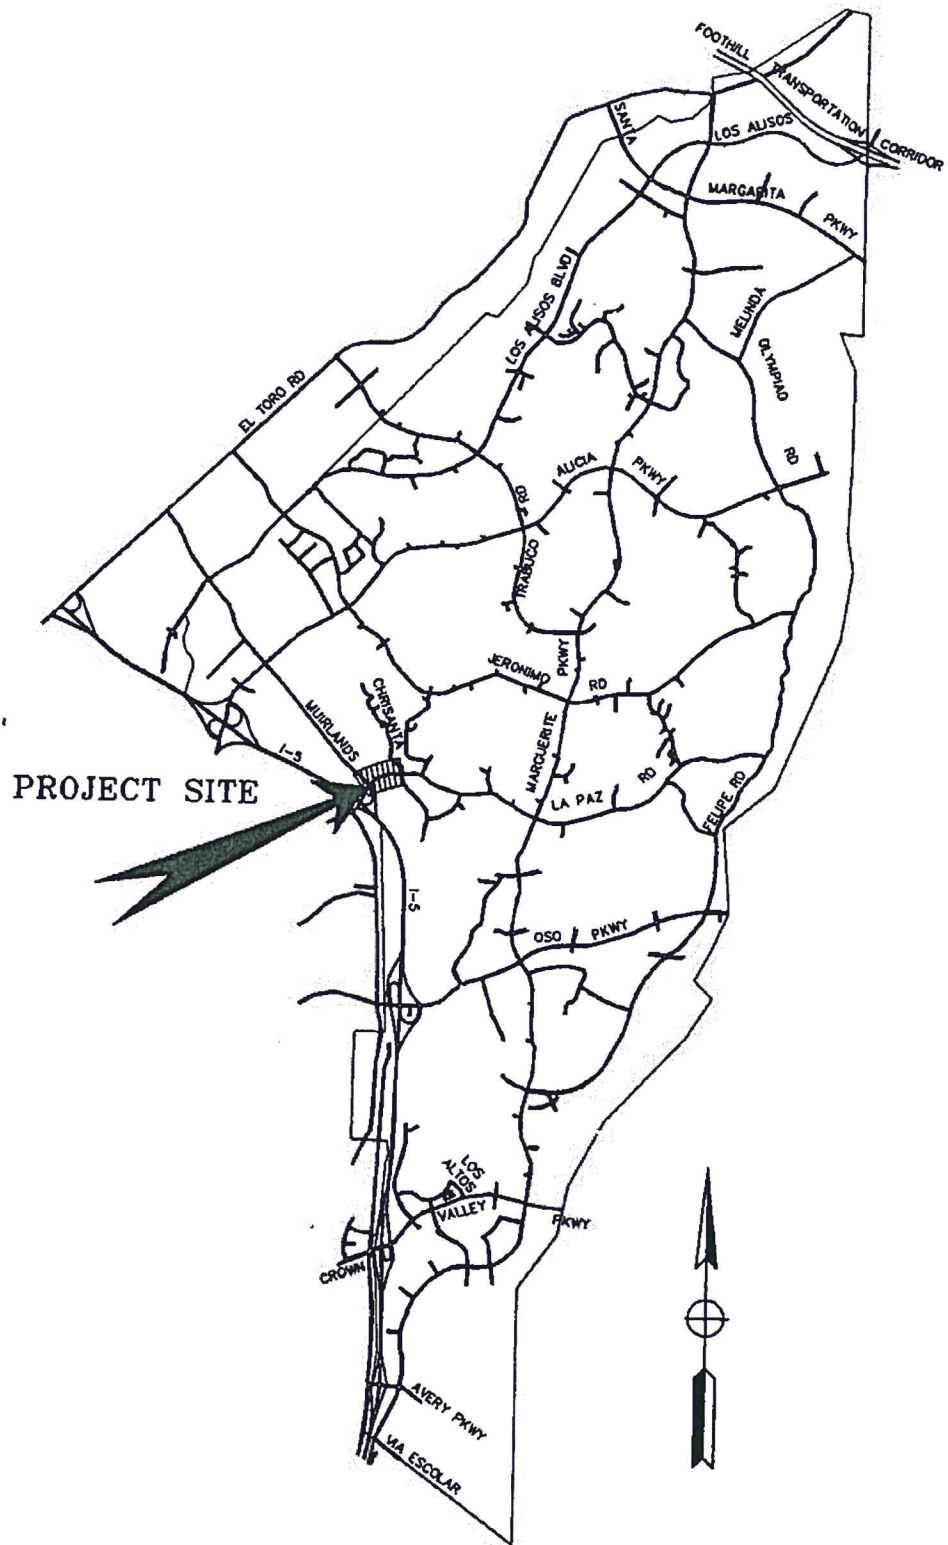 FOOTHILL
TRANSPORTATION
CORRIDOR
SANTA
LOS ALISOS
MARGARITA
PKWY
LOS ALISOS BLVD
MELINDA
OLYMPIAD
RD
EL TORO RD
ALICIA
PKWY
RD
TRABUCO
JERONIMO
RD
PKWY
MARGUERITE
CHRISANTA
MUIRLANDS
I-5
PROJECT SITE
LA PAZ
RD
FELIPE RD
I-5
OSO
PKWY
LOS
ALTOS
VALLEY
PKWY
CROWN
AVERY PKWY
VIA ESCOLAR